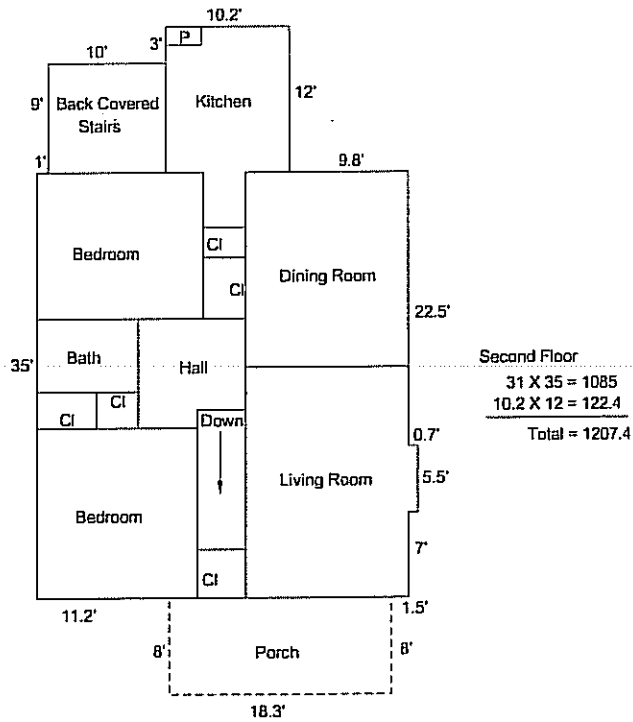 10.2'
P
3'
10'
9'
Back Covered
Stairs
Kitchen
12'
1'
9.8'
Cl
Bedroom
Cl
Dining Room
22.5'
Bath
35'
Hall
Second Floor
31 X 35 = 1085
10.2 X 12 = 122.4
Total = 1207.4
Cl
Cl
Down
0.7'
Living Room
5.5'
Bedroom
7'
Cl
11.2'
1.5'
8'
Porch
8'
18.3'